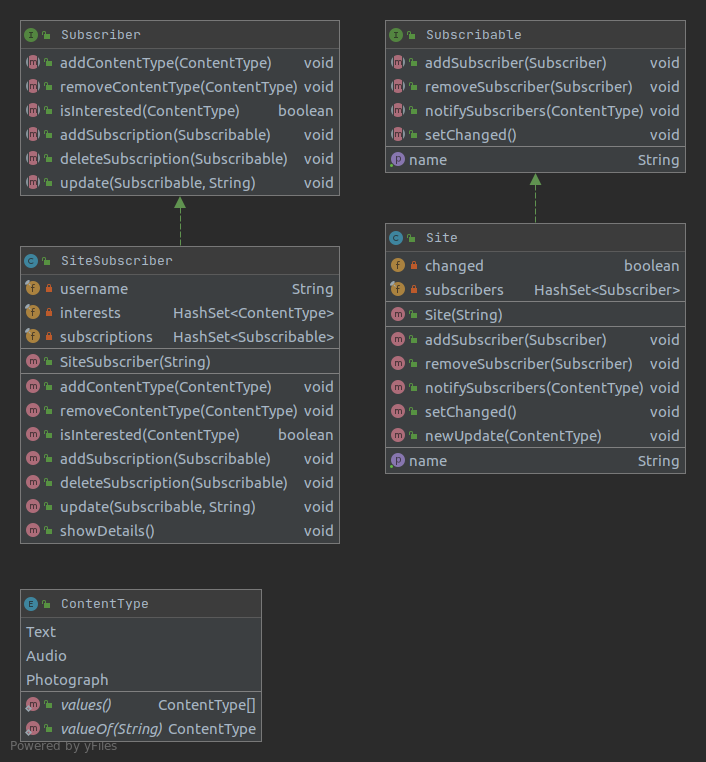 Subscriber
addContentType(ContentType) void
removeContentType(ContentType) void
isInterested(ContentType) boolean
addSubscription(Subscribable) void
deleteSubscription(Subscribable) void
update(Subscribable, String) void
Subscribable
addSubscriber(Subscriber) void
removeSubscriber(Subscriber) void
notifySubscribers(ContentType) void
setChanged() void
name String
SiteSubscriber
username String
interests HashSet<ContentType>
subscriptions HashSet<Subscribable>
SiteSubscriber(String)
addContentType(ContentType) void
removeContentType(ContentType) void
isInterested(ContentType) boolean
addSubscription(Subscribable) void
deleteSubscription(Subscribable) void
update(Subscribable, String) void
showDetails() void
Site
changed boolean
subscribers HashSet<Subscriber>
Site(String)
addSubscriber(Subscriber) void
removeSubscriber(Subscriber) void
notifySubscribers(ContentType) void
setChanged() void
newUpdate(ContentType) void
name String
ContentType
Text
Audio
Photograph
values() ContentType[]
valueOf(String) ContentType
Powered by yFiles